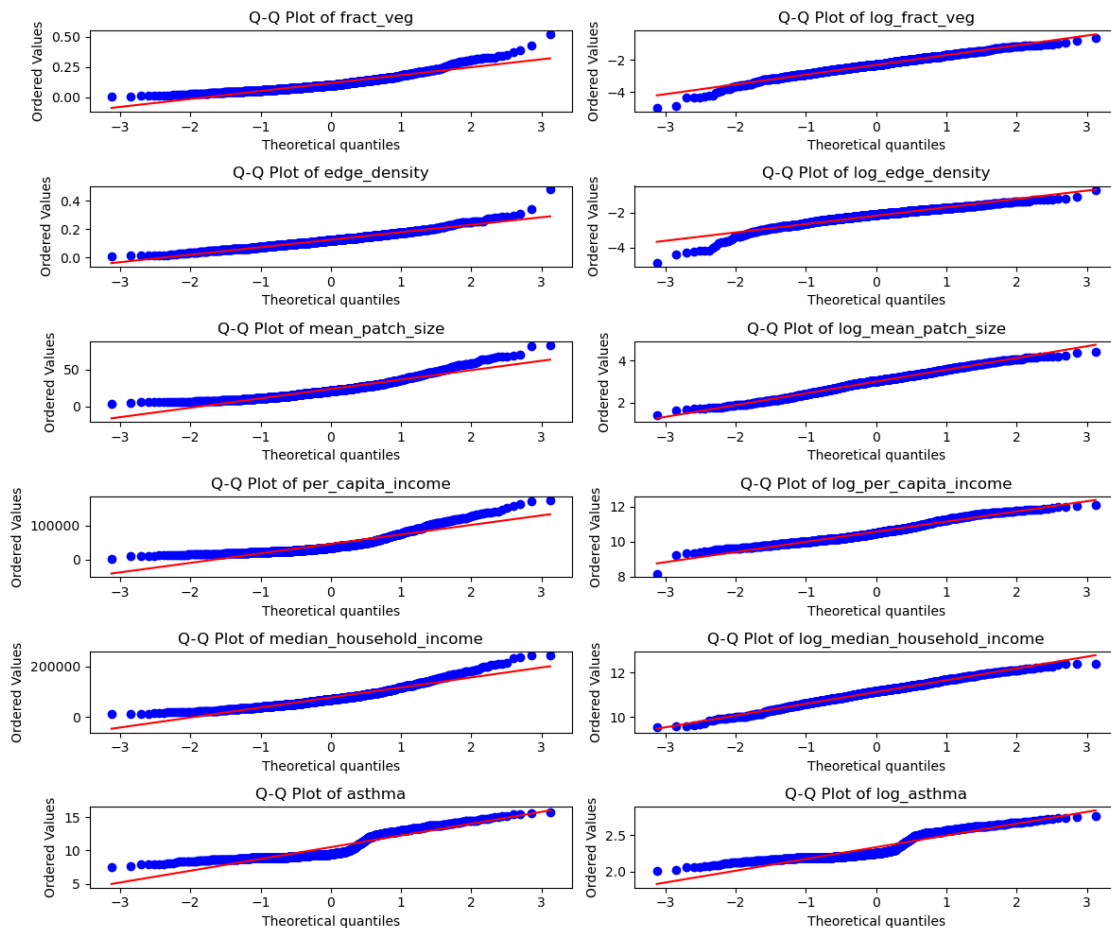 Q-Q Plot of fract_veg
Ordered Values
0.50
0.25
0.00
−3 −2 −1 0 1 2 3
Theoretical quantiles
Q-Q Plot of log_fract_veg
Ordered Values
−2
−4
−3 −2 −1 0 1 2 3
Theoretical quantiles
Q-Q Plot of edge_density
Ordered Values
0.4
0.2
0.0
−3 −2 −1 0 1 2 3
Theoretical quantiles
Q-Q Plot of log_edge_density
Ordered Values
−2
−4
−3 −2 −1 0 1 2 3
Theoretical quantiles
Q-Q Plot of mean_patch_size
Ordered Values
50
0
−3 −2 −1 0 1 2 3
Theoretical quantiles
Q-Q Plot of log_mean_patch_size
Ordered Values
4
2
−3 −2 −1 0 1 2 3
Theoretical quantiles
Q-Q Plot of per_capita_income
Ordered Values
100000
0
−3 −2 −1 0 1 2 3
Theoretical quantiles
Q-Q Plot of log_per_capita_income
Ordered Values
12
10
8
−3 −2 −1 0 1 2 3
Theoretical quantiles
Q-Q Plot of median_household_income
Ordered Values
200000
0
−3 −2 −1 0 1 2 3
Theoretical quantiles
Q-Q Plot of log_median_household_income
Ordered Values
12
10
−3 −2 −1 0 1 2 3
Theoretical quantiles
Q-Q Plot of asthma
Ordered Values
15
10
5
−3 −2 −1 0 1 2 3
Theoretical quantiles
Q-Q Plot of log_asthma
Ordered Values
2.5
2.0
−3 −2 −1 0 1 2 3
Theoretical quantiles